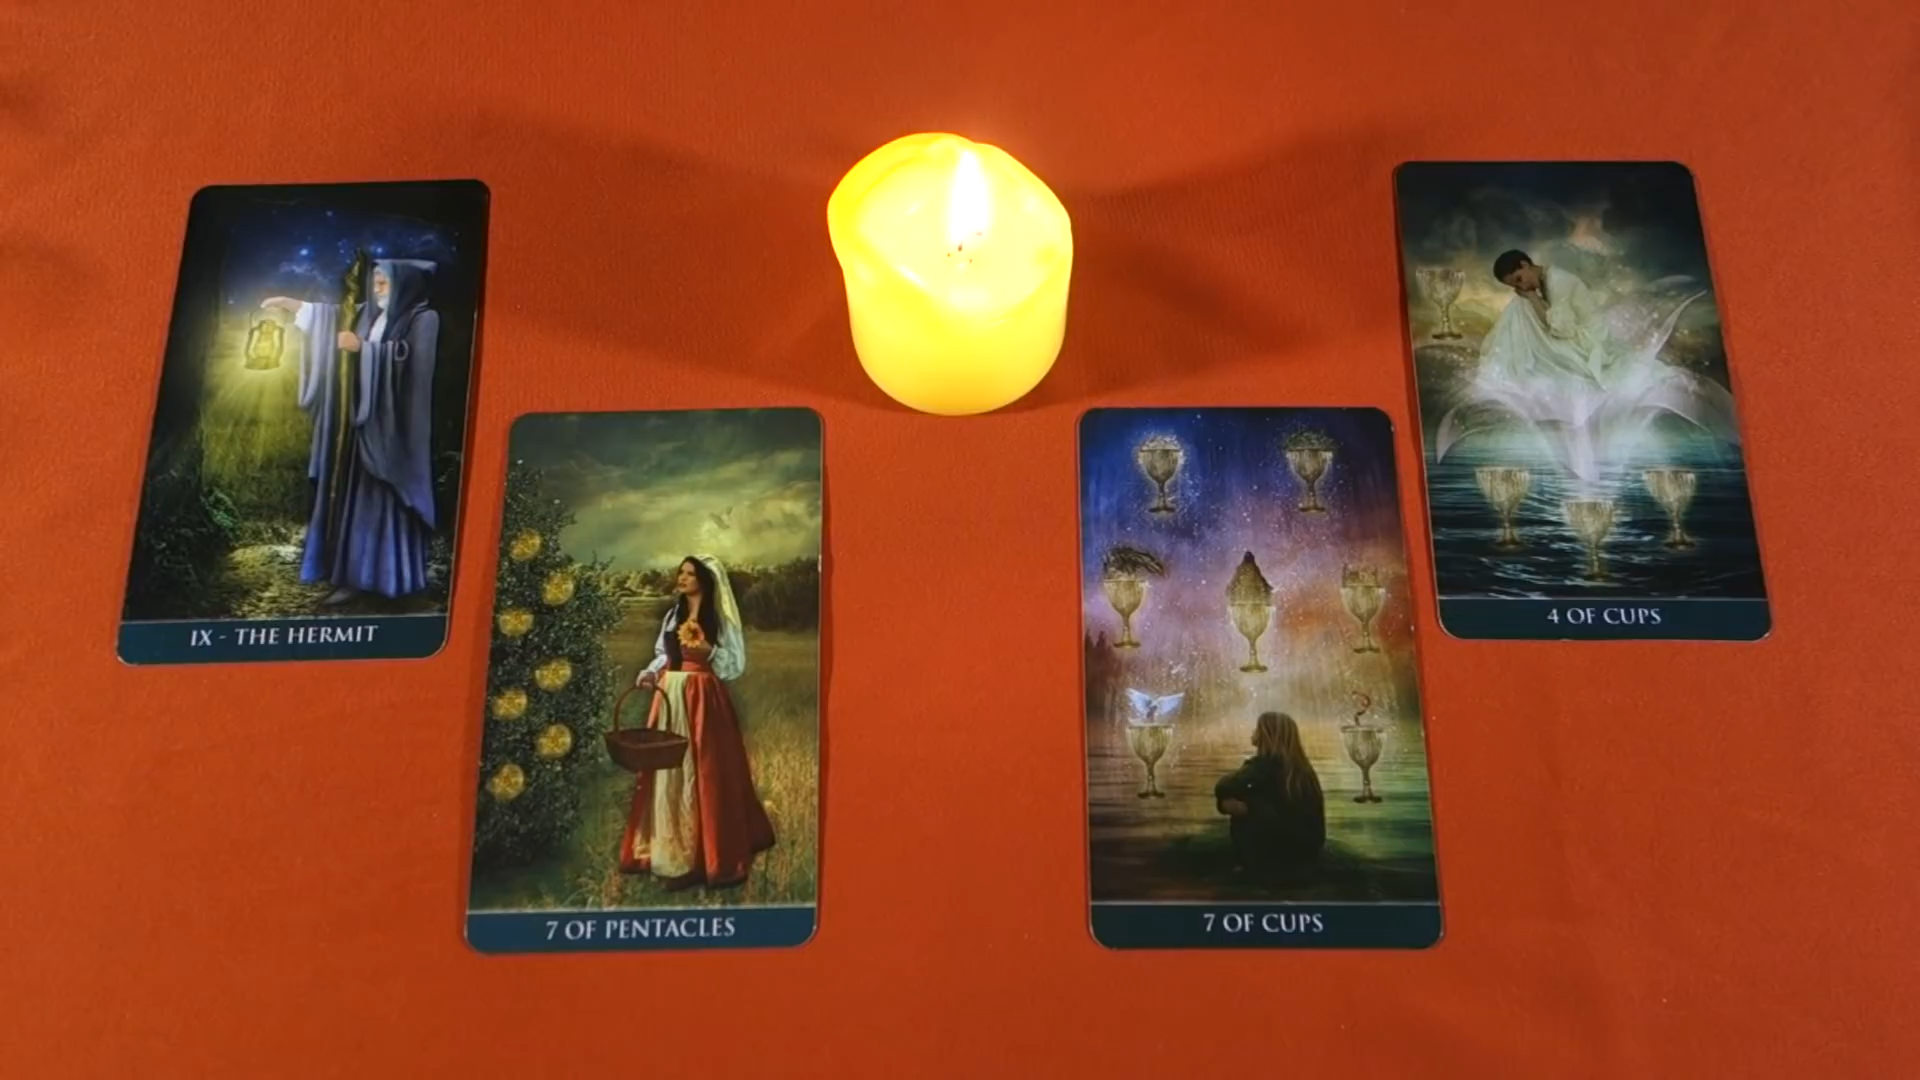 IX - THE HERMIT
7 OF PENTACLES
7 OF CUPS
4 OF CUPS